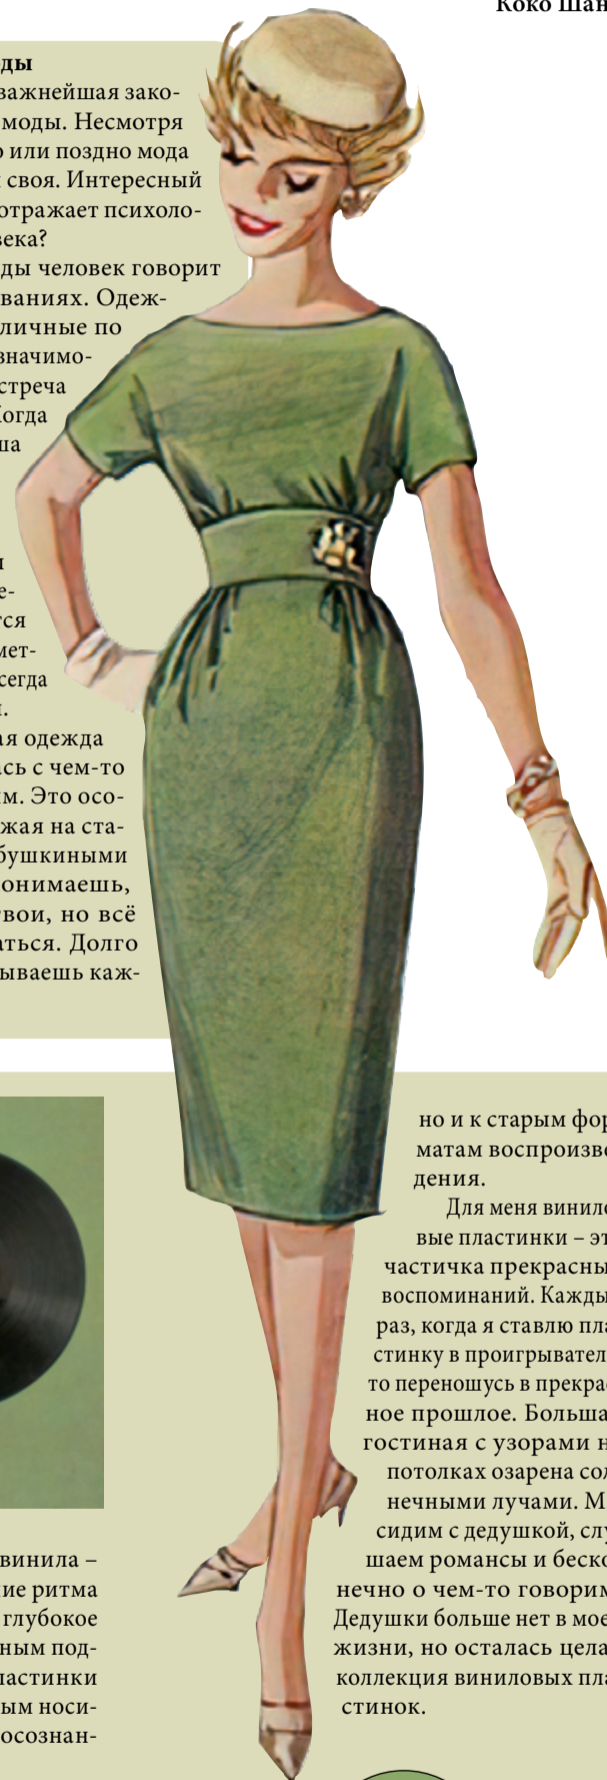 Коко Шан
ды
важнейшая зако-
моды. Несмотря
о или поздно мода
своя. Интересный
отражает психоло-
века?
ды человек говорит
ваниях. Одеж-
личные по
значимо-
стреча
Когда
ша
е-
тся
мет-
сегда
ая одежда
ась с чем-то
м. Это осо-
жая на ста-
бушкиными
онимаешь,
твои, но всё
аться. Долго
ываешь каж-
винила –
ие ритма
глубокое
ным под-
ластинки
ым носи-
осознан-
но и к старым фор
матам воспроизве
дения.
Для меня винило
вые пластинки – эт
частичка прекрасны
воспоминаний. Кажды
раз, когда я ставлю пла
стинку в проигрывател
то переношусь в прекрас
ное прошлое. Больша
гостиная с узорами н
потолках озарена сол
нечными лучами. М
сидим с дедушкой, слу
шаем романсы и беско
нечно о чем-то говорим
Дедушки больше нет в мое
жизни, но осталась цела
коллекция виниловых пла
стинок.